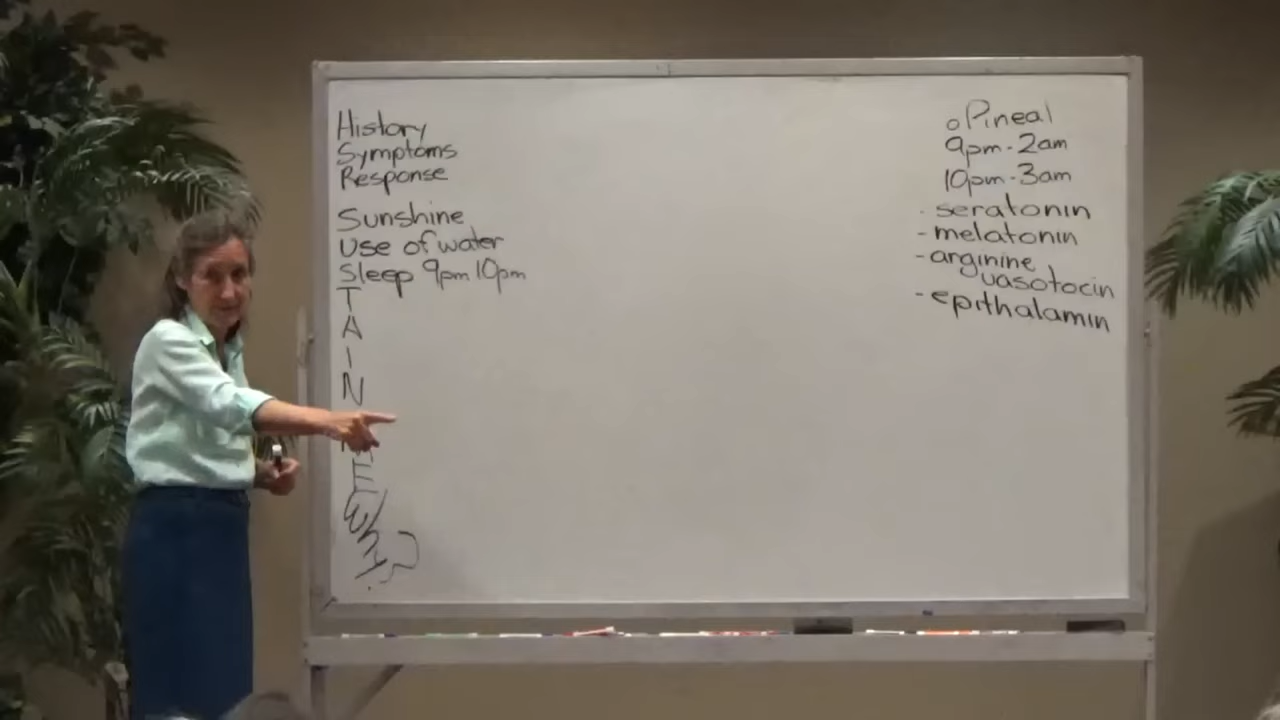 History
Symptoms
Response
Sunshine
Use of water
Sleep 9pm 10pm
T
A
I
N
E
(Why?)
o Pineal
9pm - 2am
10pm - 3am
- seratonin
- melatonin
- arginine
vasotocin
- epithalamin